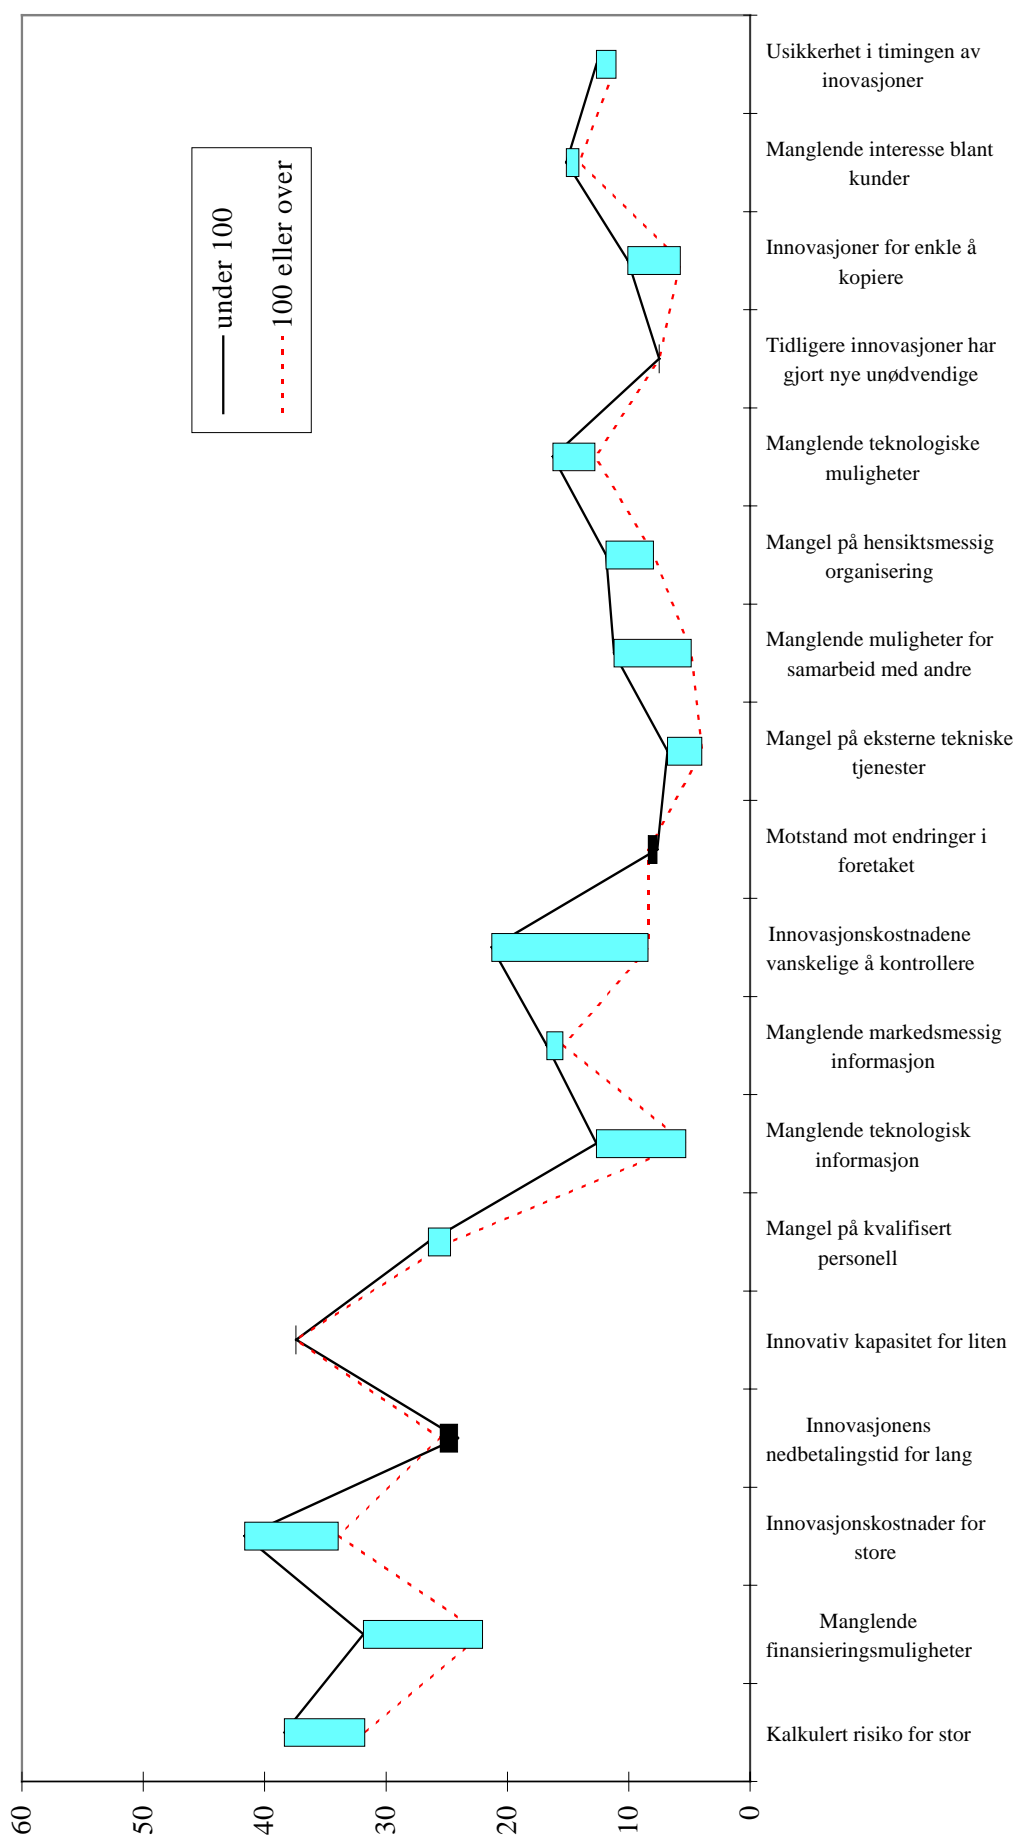 Usikkerhet i timingen av
inovasjoner
Manglende interesse blant
kunder
Innovasjoner for enkle å
kopiere
Tidligere innovasjoner har
gjort nye unødvendige
Manglende teknologiske
muligheter
Mangel på hensiktsmessig
organisering
Manglende muligheter for
samarbeid med andre
Mangel på eksterne tekniske
tjenester
Motstand mot endringer i
foretaket
Innovasjonskostnadene
vanskelige å kontrollere
Manglende markedsmessig
informasjon
Manglende teknologisk
informasjon
Mangel på kvalifisert
personell
Innovativ kapasitet for liten
Innovasjonens
nedbetalingstid for lang
Innovasjonskostnader for
store
Manglende
finansieringsmuligheter
Kalkulert risiko for stor
under 100
100 eller over
60
50
40
30
20
10
0